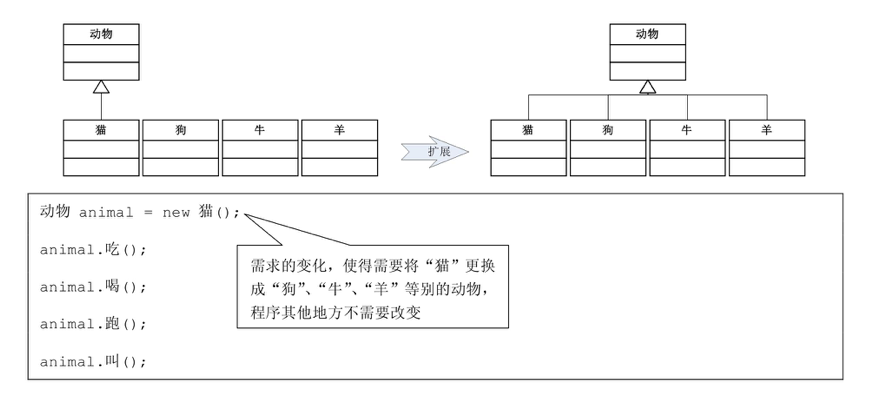 动物
动物
猫
狗
牛
羊
扩展
猫
狗
牛
羊
动物 animal = new 猫();
animal.吃();
animal.喝();
animal.跑();
animal.叫();
需求的变化，使得需要将“猫”更换
成“狗”、“牛”、“羊”等别的动物，
程序其他地方不需要改变